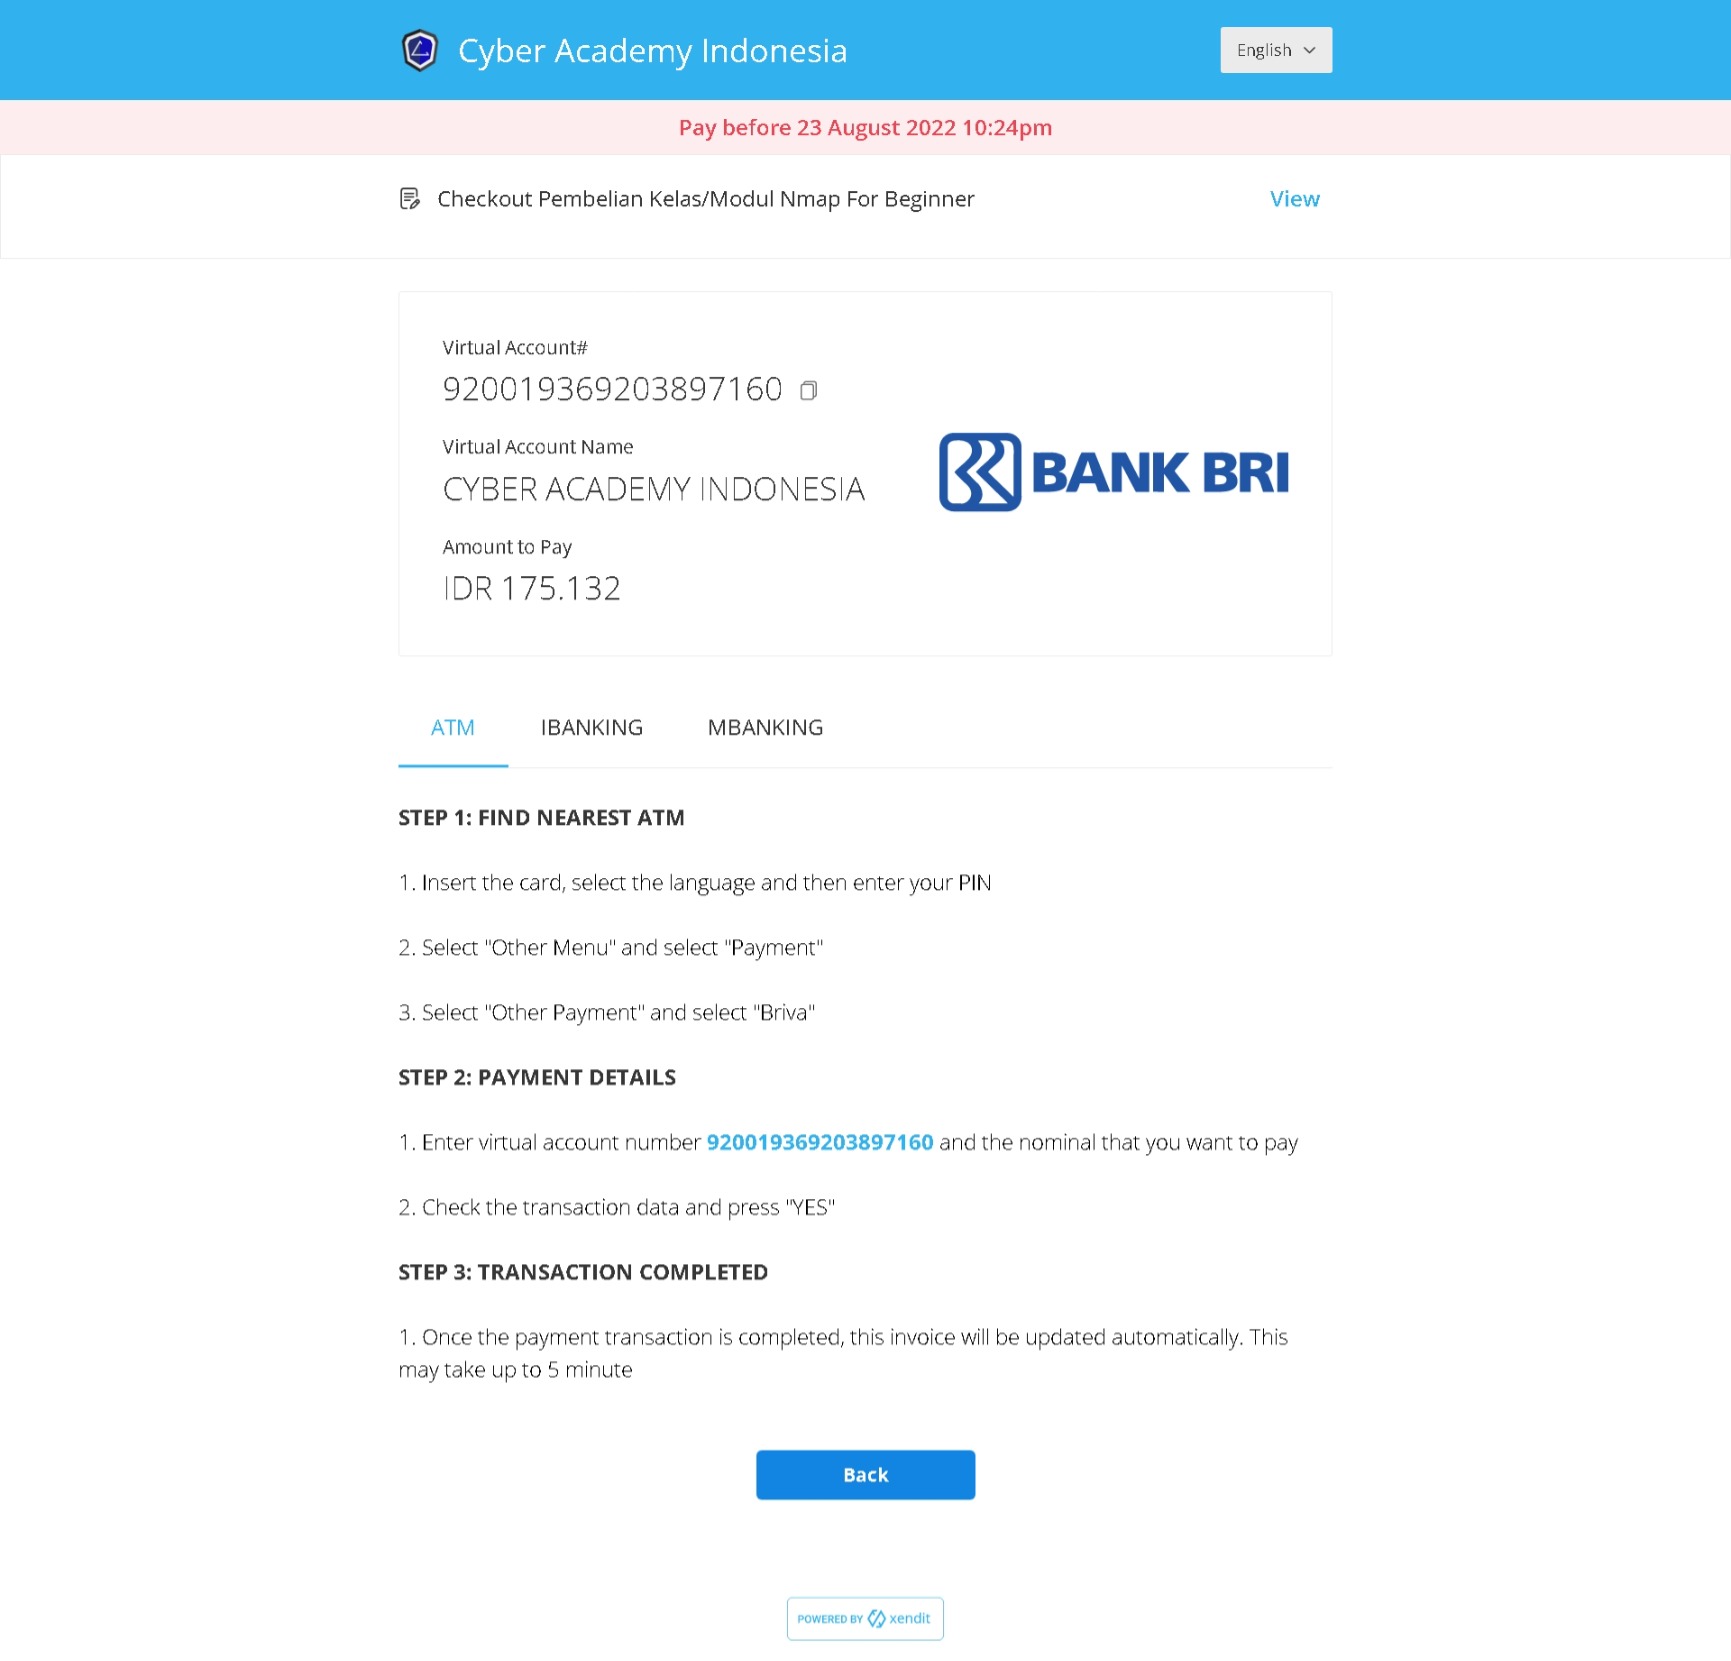 Cyber Academy Indonesia
English
Pay before 23 August 2022 10:24pm
Checkout Pembelian Kelas/Modul Nmap For Beginner
View
Virtual Account#
920019369203897160
Virtual Account Name
CYBER ACADEMY INDONESIA
BANK BRI
Amount to Pay
IDR 175.132
ATM
IBANKING
MBANKING
STEP 1: FIND NEAREST ATM
1. Insert the card, select the language and then enter your PIN
2. Select "Other Menu" and select "Payment"
3. Select "Other Payment" and select "Briva"
STEP 2: PAYMENT DETAILS
1. Enter virtual account number 920019369203897160 and the nominal that you want to pay
2. Check the transaction data and press "YES"
STEP 3: TRANSACTION COMPLETED
1. Once the payment transaction is completed, this invoice will be updated automatically. This
may take up to 5 minute
Back
POWERED BY xendit